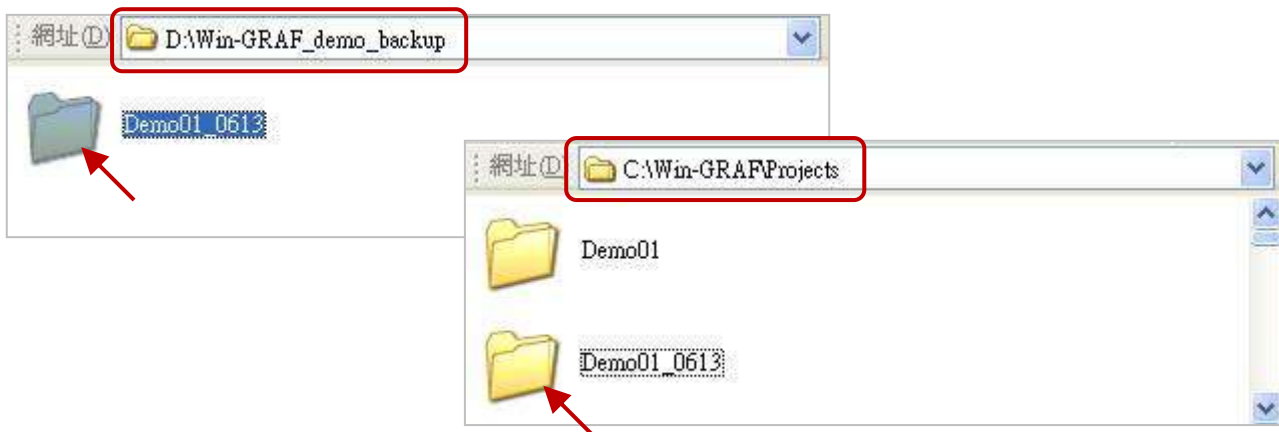 網址(D) D:\Win-GRAF_demo_backup
Demo01_0613
網址(D) C:\Win-GRAF\Projects
Demo01
Demo01_0613